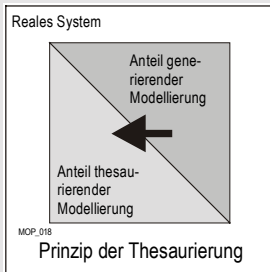 Reales System
Anteil gene-
rierender
Modellierung
Anteil thesau-
rierender
Modellierung
MOP_018
Prinzip der Thesaurierung